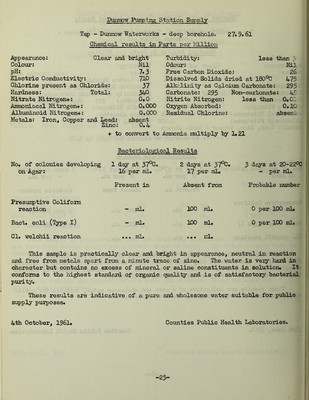 Dunmow Pumping Station Supply
Tap - Dunmow Waterworks - deep borehole. 27.9.61
Chemical results in Parts per Million
Appearance: Clear and bright Turbidity: less than
Colour: Nil Odour: Nil
pH: 7.3 Free Carbon Dioxide: 26
Electric Conductivity: 710 Dissolved Solids dried at 180°C 475
Chlorine present as Chloride: 37 Alkalinity as Calcium Carbonate: 295
Hardness: Total: 340 Carbonate: 295 Non-carbonate: 45
Nitrate Nitrogen+: 0.0 Nitrite Nitrogen: less than
Ammoniacal Nitrogen+: 0.000 Oxygen Absorbed: 0.10
Albuminoid Nitrogen+: 0.000 Residual Chlorine: absent
Metals: Iron, Copper and Lead: absent
Zinc: 0.4
+ to convert to Ammonia multiply by 1.21
Bacteriological Results
No. of colonies developing 1 day at 37°C. 2 days at 37°C. 3 days at 20-22°C
on Agar: 16 per ml. 17 per ml. - per ml.
Present in Absent from Probable number
Presumptive Coliform
reaction - ml. 100 ml. 0 per 100 ml.
Bact. coli (Type I) - ml. 100 ml. 0 per 100 ml.
Cl. welchii reaction ... ml. ... ml.
This sample is practically clear and bright in appearance, neutral in reaction
and free from metals apart from a minute trace of zinc. The water is very hard in
character but contains no excess of mineral or saline constituents in solution. It
conforms to the highest standard of organic quality and is of satisfactory bacterial
purity.
These results are indicative of a pure and wholesome water suitable for public
supply purposes.
4th October, 1961. Counties Public Health Laboratories.
-25-